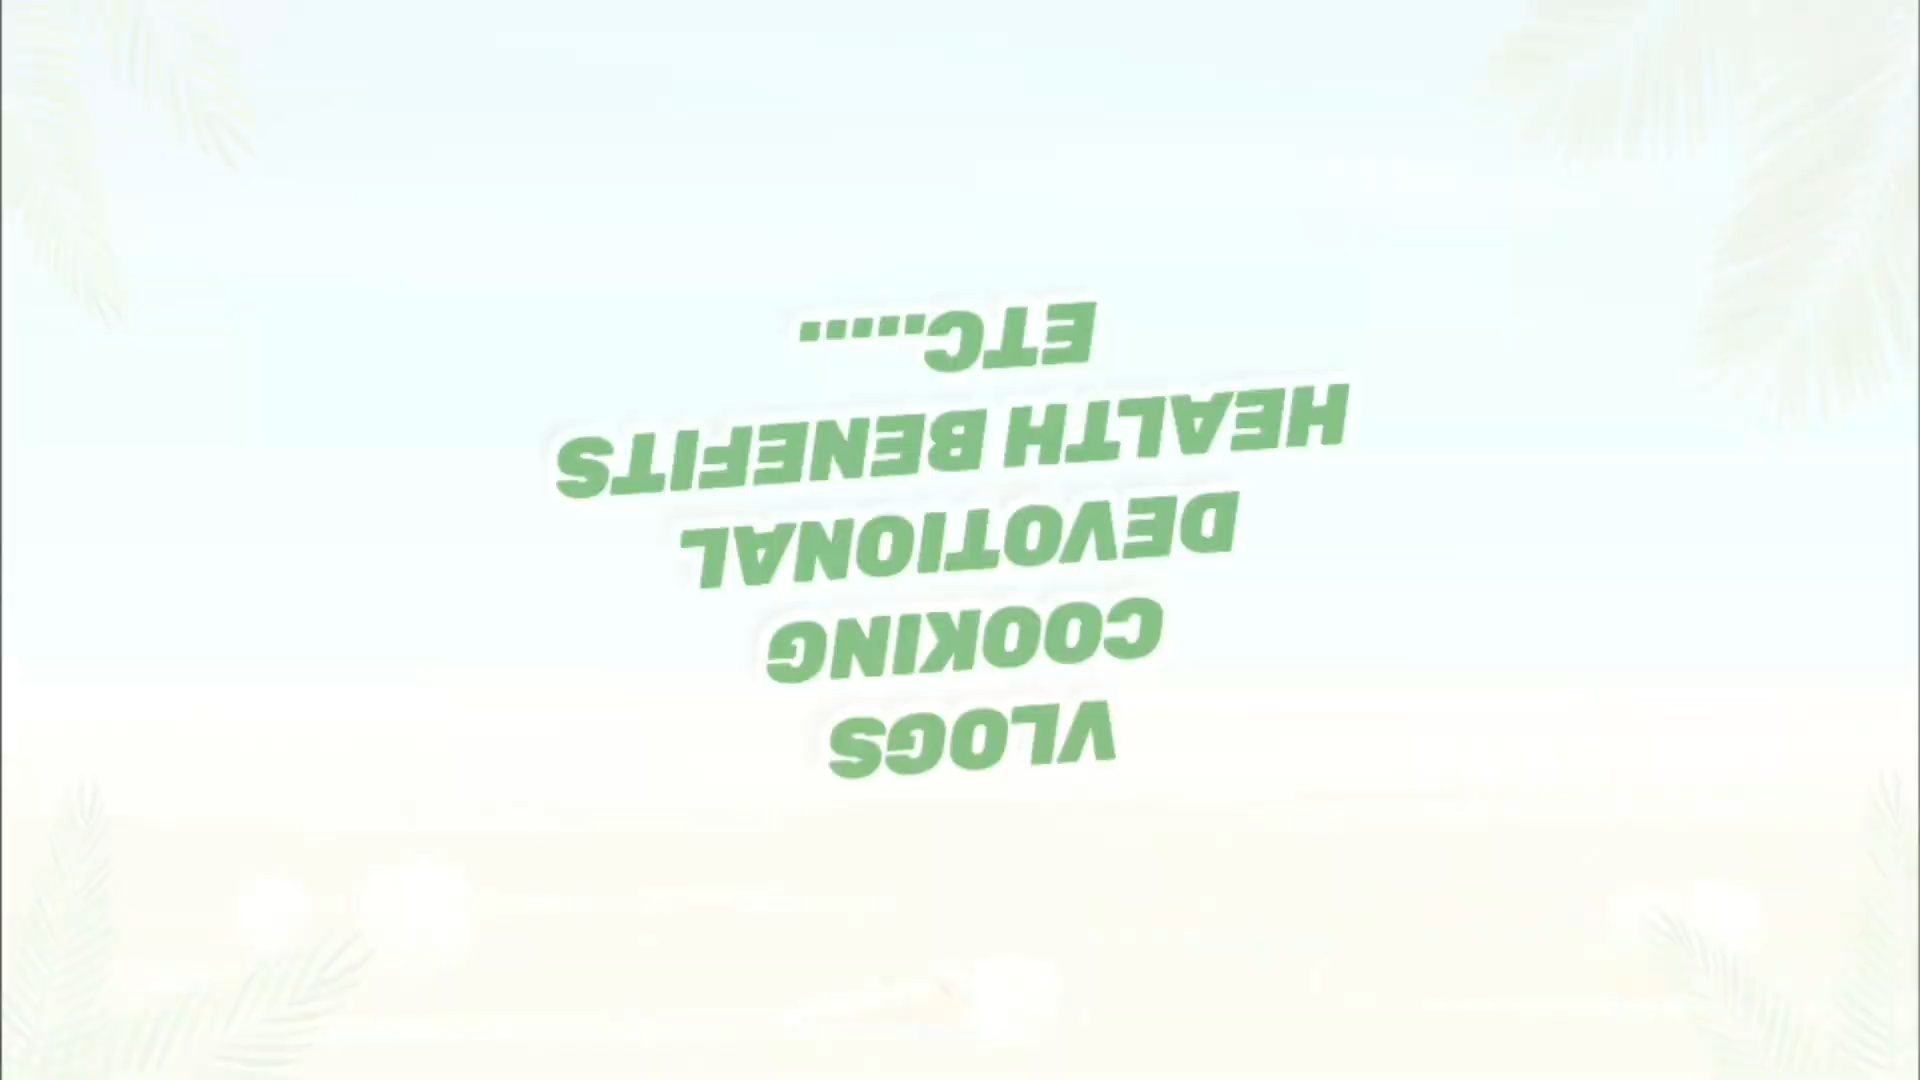 VLOGS
COOKING
DEVOTIONAL
HEALTH BENEFITS
ETC.....